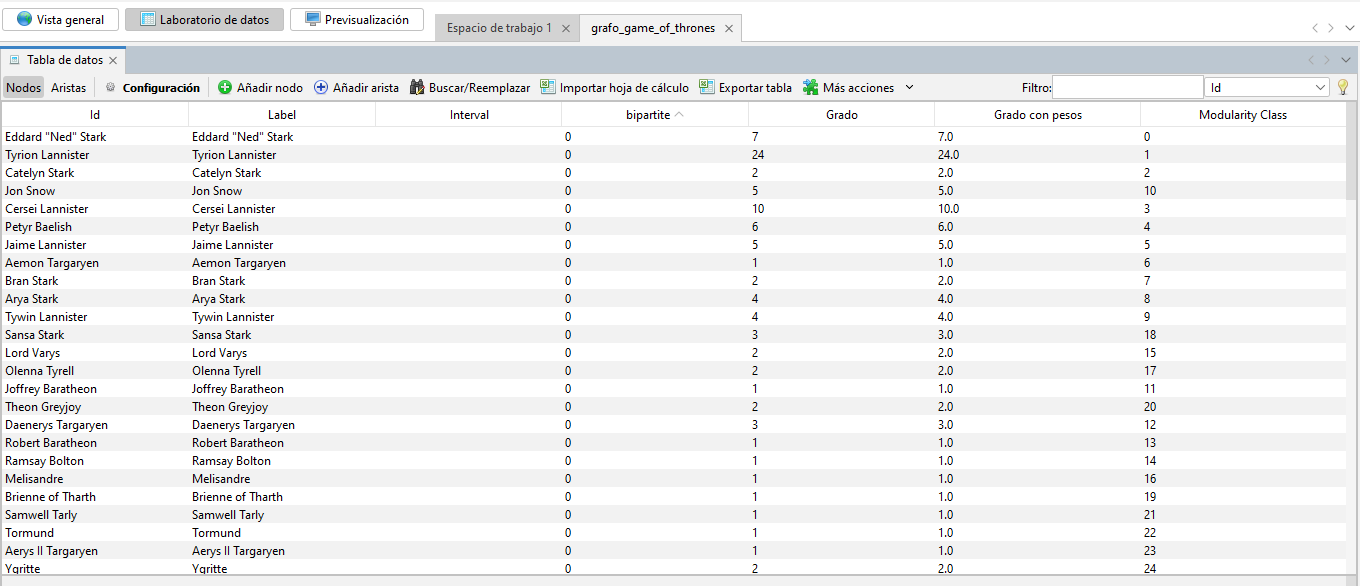 Vista general Laboratorio de datos Previsualización Espacio de trabajo 1 grafo_game_of_thrones
Tabla de datos
Nodos Aristas Configuración Añadir nodo Añadir arista Buscar/Reemplazar Importar hoja de cálculo Exportar tabla Más acciones Filtro: Id
Id Label Interval bipartite Grado Grado con pesos Modularity Class
Eddard "Ned" Stark Eddard "Ned" Stark 0 7 7.0 0
Tyrion Lannister Tyrion Lannister 0 24 24.0 1
Catelyn Stark Catelyn Stark 0 2 2.0 2
Jon Snow Jon Snow 0 5 5.0 10
Cersei Lannister Cersei Lannister 0 10 10.0 3
Petyr Baelish Petyr Baelish 0 6 6.0 4
Jaime Lannister Jaime Lannister 0 5 5.0 5
Aemon Targaryen Aemon Targaryen 0 1 1.0 6
Bran Stark Bran Stark 0 2 2.0 7
Arya Stark Arya Stark 0 4 4.0 8
Tywin Lannister Tywin Lannister 0 4 4.0 9
Sansa Stark Sansa Stark 0 3 3.0 18
Lord Varys Lord Varys 0 2 2.0 15
Olenna Tyrell Olenna Tyrell 0 2 2.0 17
Joffrey Baratheon Joffrey Baratheon 0 1 1.0 11
Theon Greyjoy Theon Greyjoy 0 2 2.0 20
Daenerys Targaryen Daenerys Targaryen 0 3 3.0 12
Robert Baratheon Robert Baratheon 0 1 1.0 13
Ramsay Bolton Ramsay Bolton 0 1 1.0 14
Melisandre Melisandre 0 1 1.0 16
Brienne of Tharth Brienne of Tharth 0 1 1.0 19
Samwell Tarly Samwell Tarly 0 1 1.0 21
Tormund Tormund 0 1 1.0 22
Aerys II Targaryen Aerys II Targaryen 0 1 1.0 23
Ygritte Ygritte 0 2 2.0 24